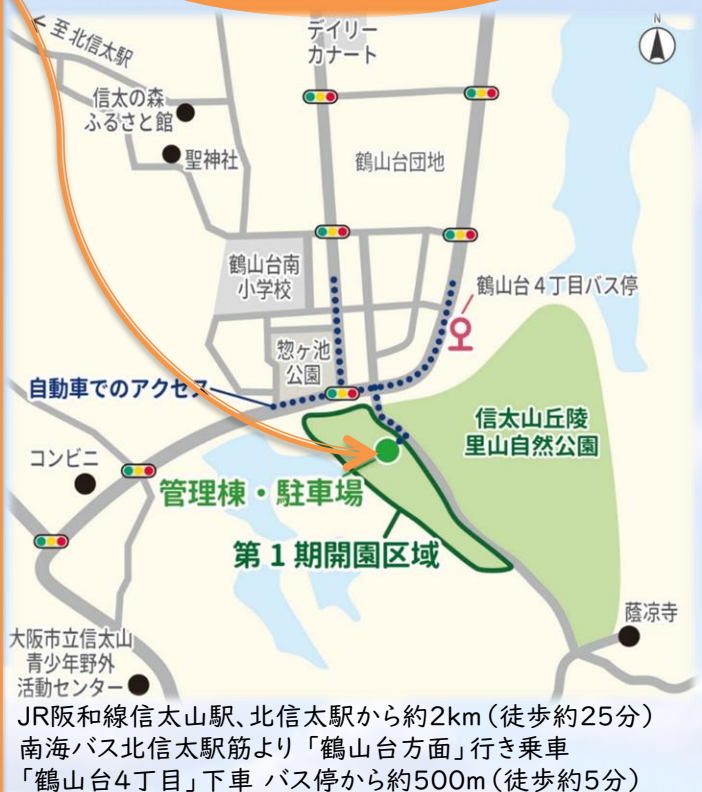 ← 至 北信太駅
デイリー
カナート
N
信太の森
ふるさと館
聖神社
鶴山台団地
鶴山台南
小学校
鶴山台4丁目バス停
惣ヶ池
公園
自動車でのアクセス
信太山丘陵
里山自然公園
コンビニ
管理棟・駐車場
第1期開園区域
蔭凉寺
大阪市立信太山
青少年野外
活動センター
JR阪和線信太山駅、北信太駅から約2km(徒歩約25分)
南海バス北信太駅筋より「鶴山台方面」行き乗車
「鶴山台4丁目」下車 バス停から約500m(徒歩約5分)